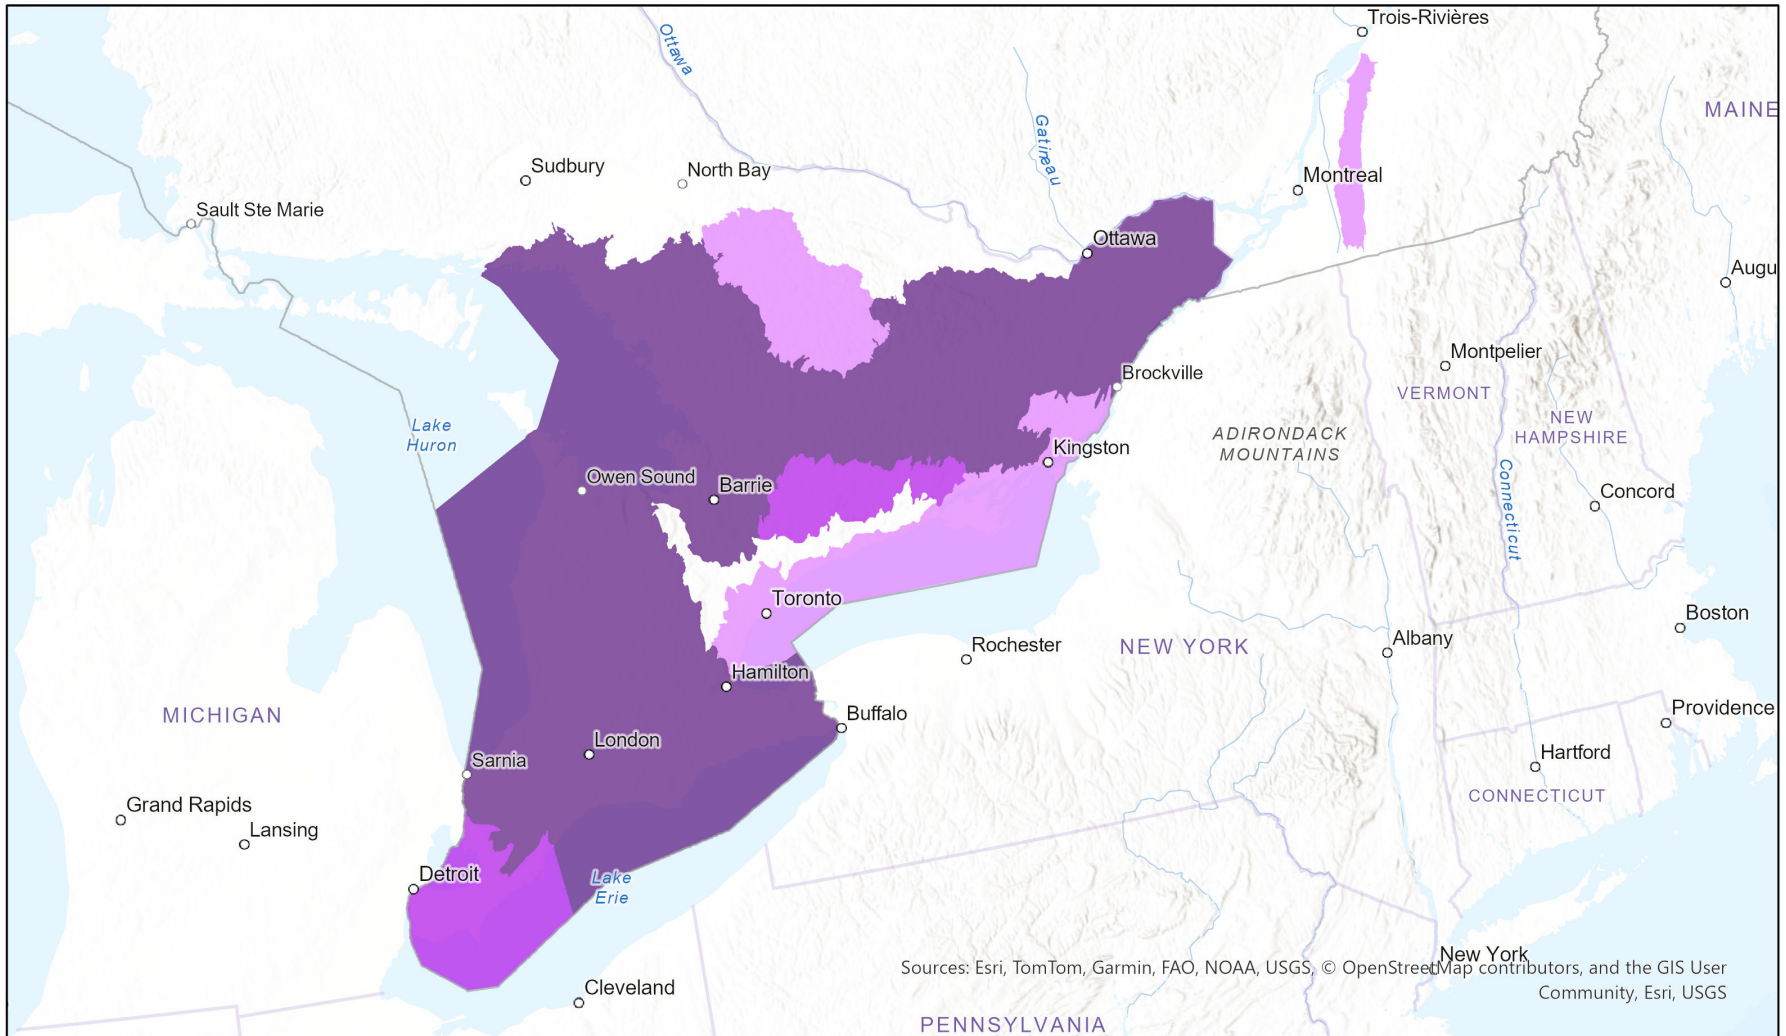 Trois-Rivières
Ottawa
MAINE
Gatineau
Sudbury
North Bay
Montreal
Sault Ste Marie
Ottawa
Augu
Montpelier
Brockville
VERMONT
Lake
Huron
NEW
HAMPSHIRE
ADIRONDACK
MOUNTAINS
Kingston
Owen Sound
Barrie
Concord
Connecticut
Toronto
Boston
Rochester
NEW YORK
Albany
Hamilton
MICHIGAN
Buffalo
Providence
London
Sarnia
Hartford
CONNECTICUT
Grand Rapids
Lansing
Detroit
Lake
Erie
New York
Cleveland
Sources: Esri, TomTom, Garmin, FAO, NOAA, USGS, © OpenStreetMap contributors, and the GIS User
Community, Esri, USGS
PENNSYLVANIA